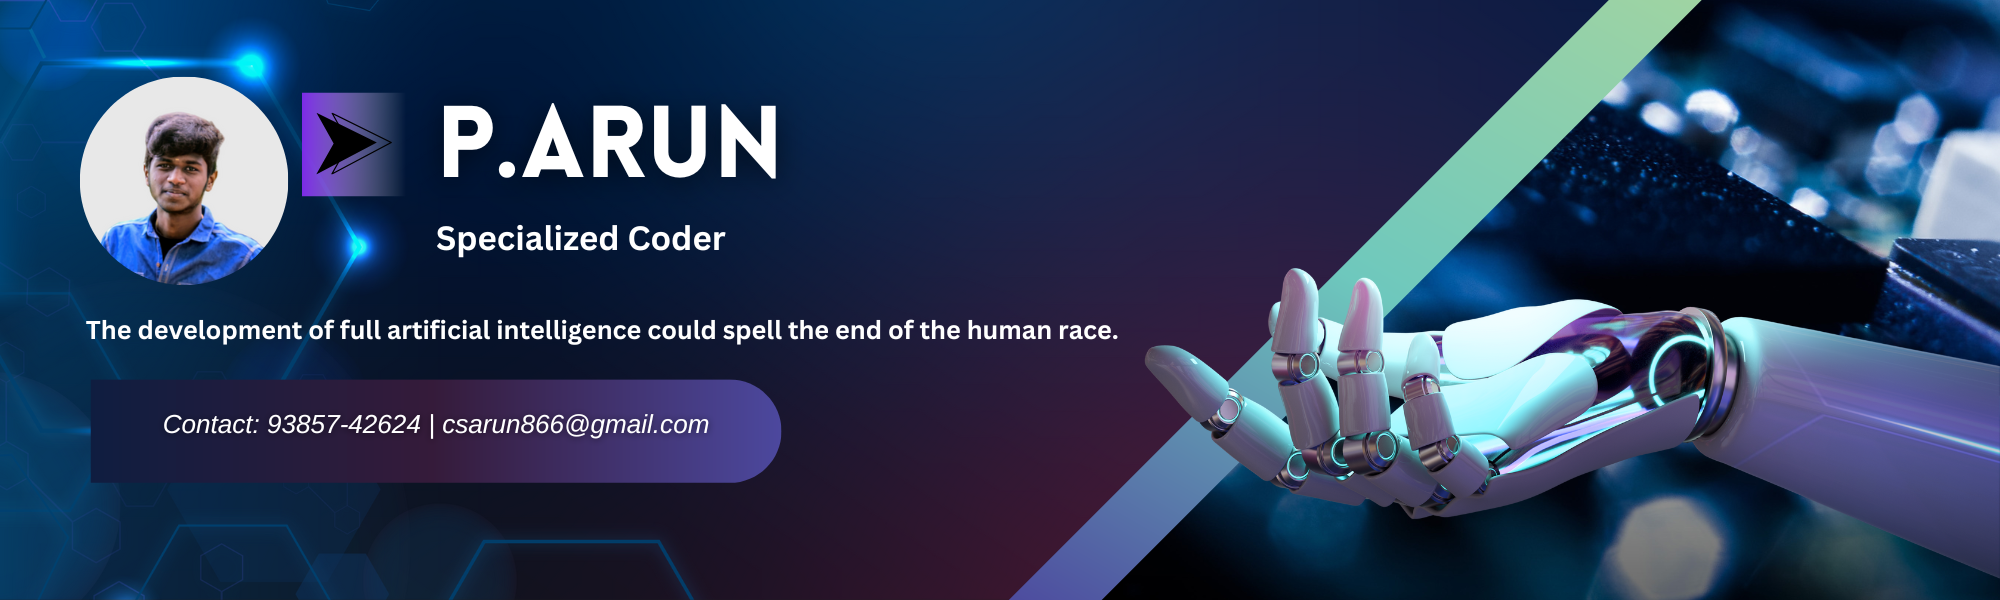 P.ARUN
Specialized Coder
The development of full artificial intelligence could spell the end of the human race.
Contact: 93857-42624 | csarun866@gmail.com